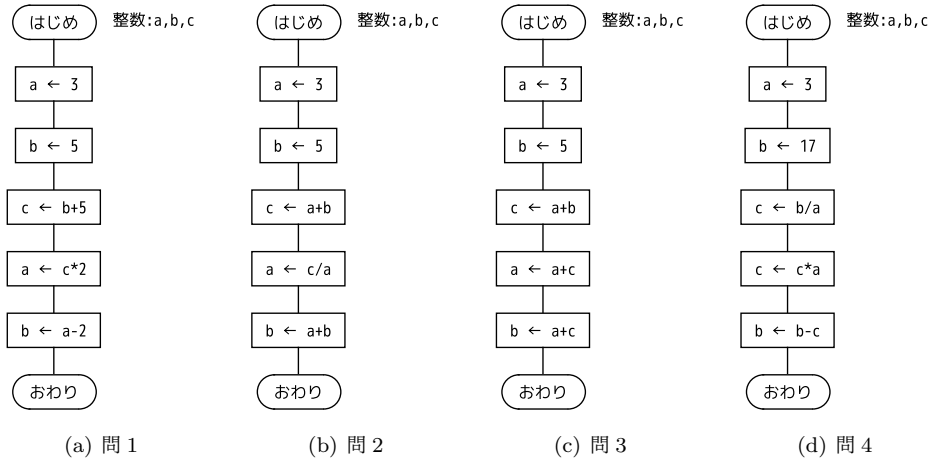 はじめ 整数:a,b,c
a ← 3
b ← 5
c ← b+5
a ← c*2
b ← a-2
おわり
(a) 問 1
はじめ 整数:a,b,c
a ← 3
b ← 5
c ← a+b
a ← c/a
b ← a+b
おわり
(b) 問 2
はじめ 整数:a,b,c
a ← 3
b ← 5
c ← a+b
a ← a+c
b ← a+c
おわり
(c) 問 3
はじめ 整数:a,b,c
a ← 3
b ← 17
c ← b/a
c ← c*a
b ← b-c
おわり
(d) 問 4